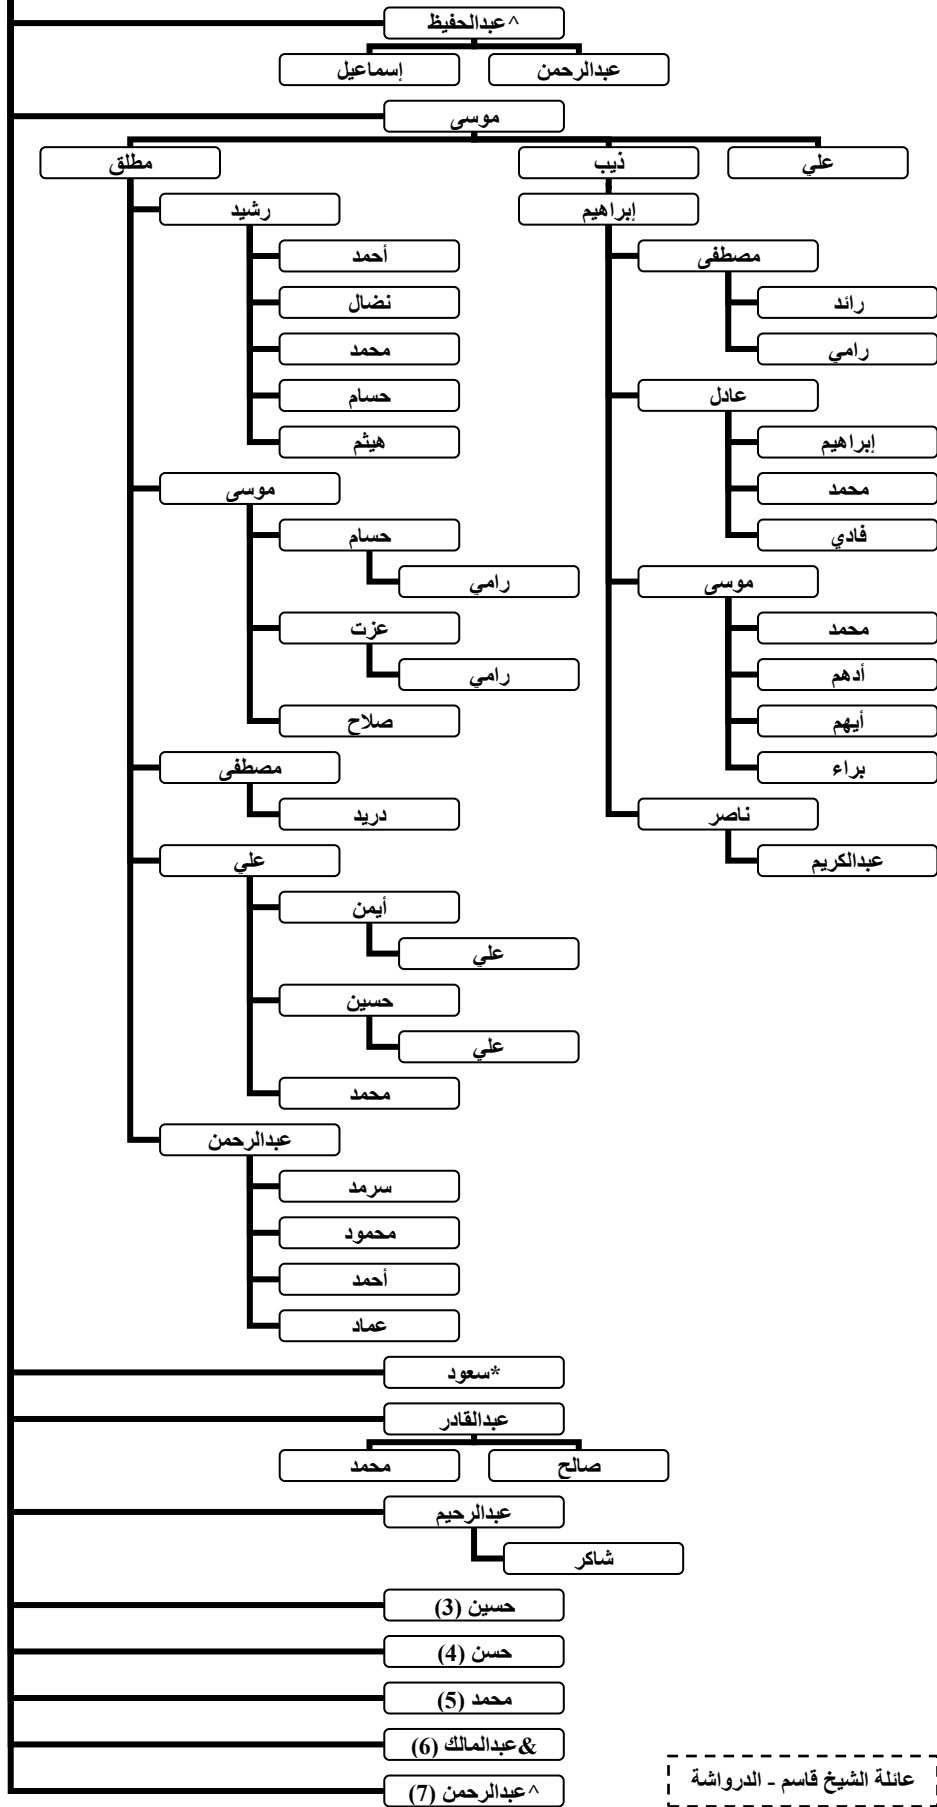 ^عبدالحفيظ
عبدالرحمن
إسماعيل
موسى
علي
ذيب
مطلق
إبراهيم
رشيد
مصطفى
أحمد
رائد
نضال
رامي
محمد
عادل
حسام
إبراهيم
هيثم
محمد
موسى
فادي
حسام
موسى
رامي
محمد
عزت
أدهم
رامي
أيهم
صلاح
براء
مصطفى
ناصر
دريد
عبدالكريم
علي
أيمن
علي
حسين
علي
محمد
عبدالرحمن
سرمد
محمود
أحمد
عماد
*سعود
عبدالقادر
صالح
محمد
عبدالرحيم
شاكر
حسين (3)
حسن (4)
محمد (5)
&عبدالمالك (6)
^عبدالرحمن (7)
عائلة الشيخ قاسم - الدرواشة